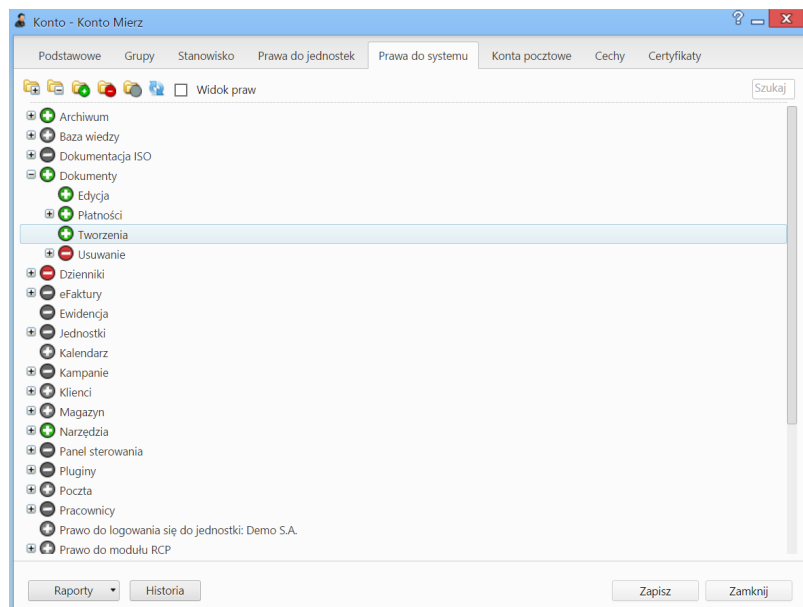 Konto - Konto Mierz
Podstawowe Grupy Stanowisko Prawa do jednostek Prawa do systemu Konta pocztowe Cechy Certyfikaty
Widok praw Szukaj
Archiwum
Baza wiedzy
Dokumentacja ISO
Dokumenty
Edycja
Płatności
Tworzenia
Usuwanie
Dzienniki
eFaktury
Ewidencja
Jednostki
Kalendarz
Kampanie
Klienci
Magazyn
Narzędzia
Panel sterowania
Pluginy
Poczta
Pracownicy
Prawo do logowania się do jednostki: Demo S.A.
Prawo do modułu RCP
Raporty Historia Zapisz Zamknij